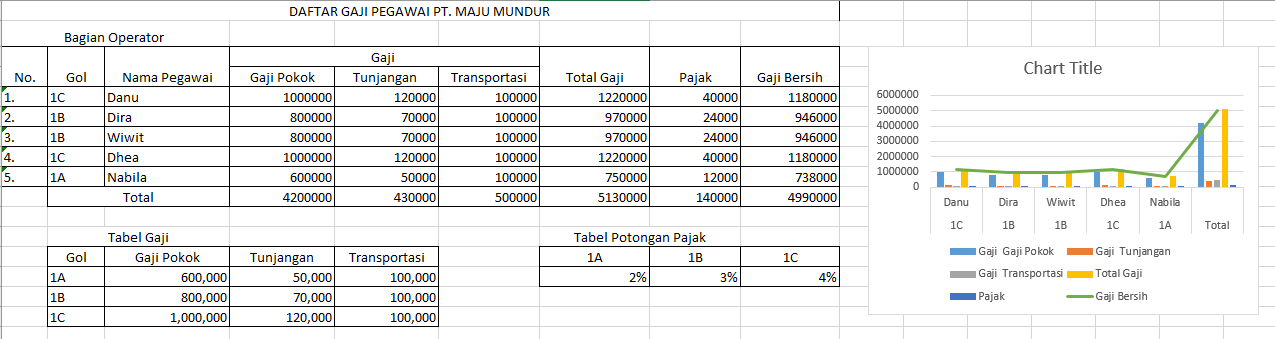 DAFTAR GAJI PEGAWAI PT. MAJU MUNDUR
Bagian Operator
No. Gol Nama Pegawai Gaji Total Gaji Pajak Gaji Bersih
Gaji Pokok Tunjangan Transportasi
1. 1C Danu 1000000 120000 100000 1220000 40000 1180000
2. 1B Dira 800000 70000 100000 970000 24000 946000
3. 1B Wiwit 800000 70000 100000 970000 24000 946000
4. 1C Dhea 1000000 120000 100000 1220000 40000 1180000
5. 1A Nabila 600000 50000 100000 750000 12000 738000
Total 4200000 430000 500000 5130000 140000 4990000
Tabel Gaji
Gol Gaji Pokok Tunjangan Transportasi
1A 600,000 50,000 100,000
1B 800,000 70,000 100,000
1C 1,000,000 120,000 100,000
Tabel Potongan Pajak
1A 1B 1C
2% 3% 4%
Chart Title
6000000
5000000
4000000
3000000
2000000
1000000
0
Danu Dira Wiwit Dhea Nabila
1C 1B 1B 1C 1A Total
Gaji Gaji Pokok Gaji Tunjangan
Gaji Transportasi Total Gaji
Pajak Gaji Bersih